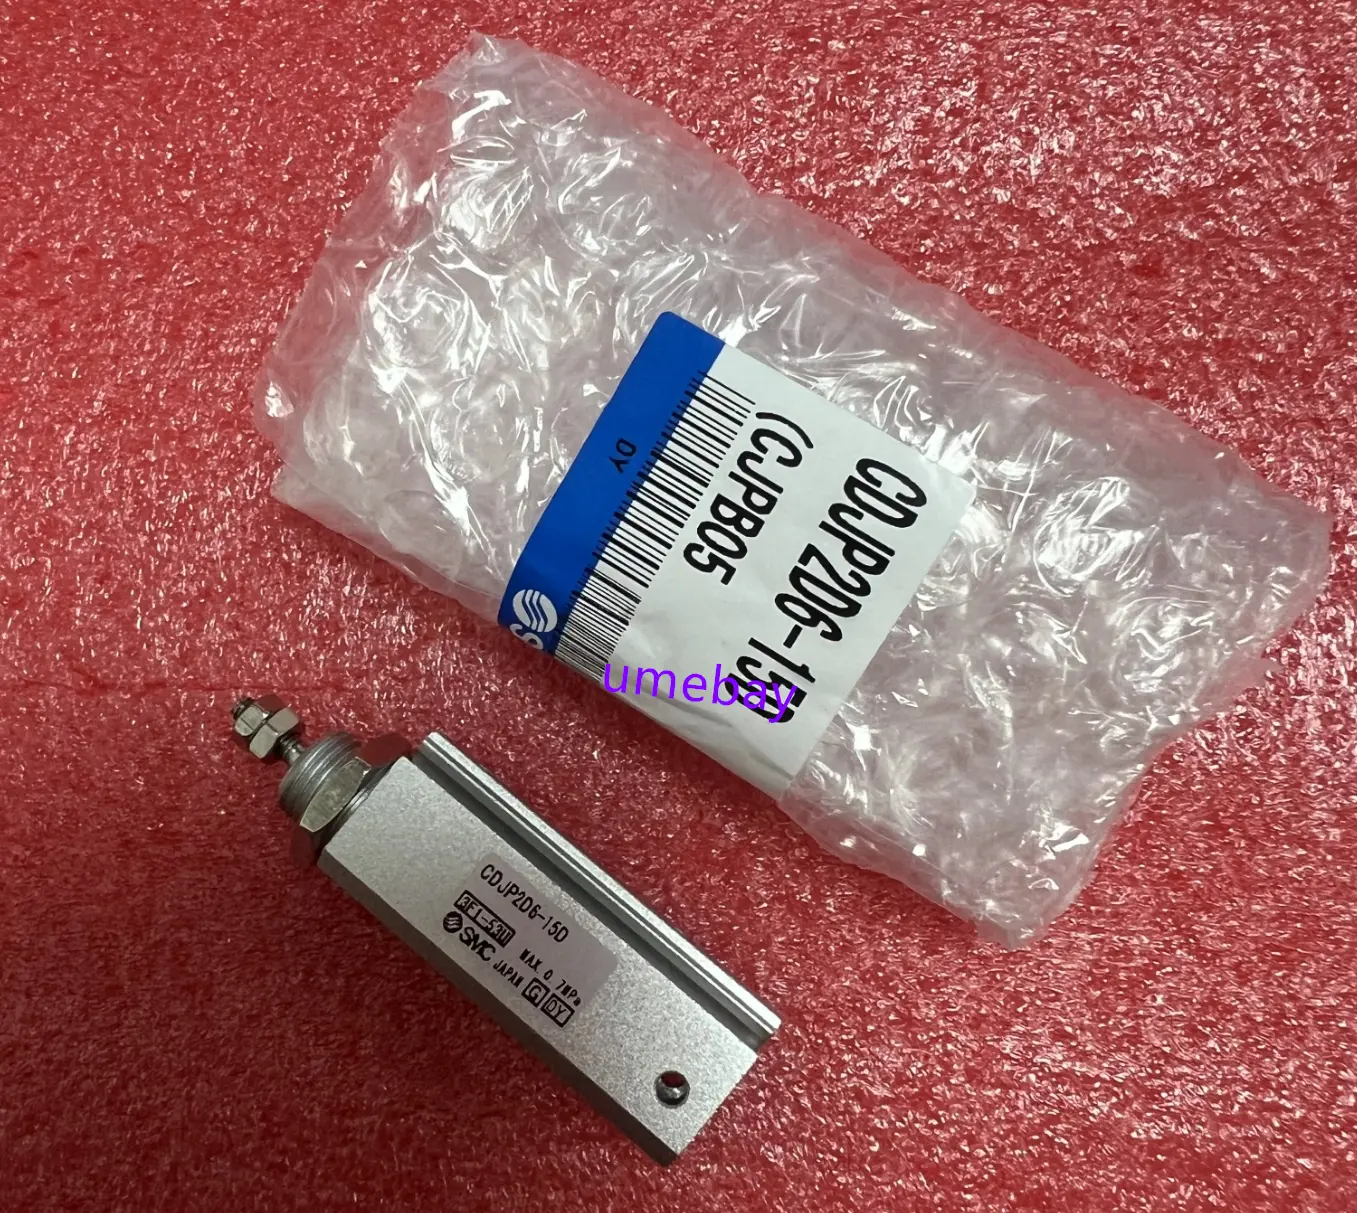 CDJP2D6-15D
(CJPB05
DY
umebay
CDJP2D6-15D
MAX 0.7MPa
SMC JAPAN G DY